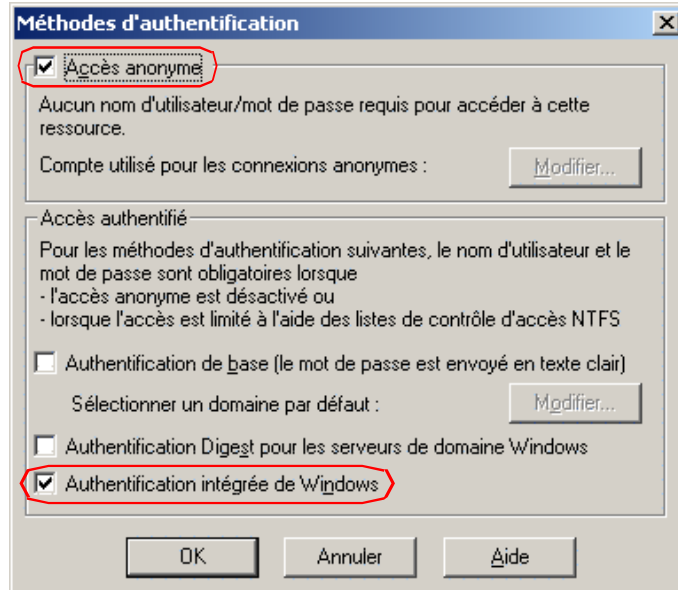 Méthodes d'authentification
Accès anonyme
Aucun nom d'utilisateur/mot de passe requis pour accéder à cette
ressource.
Compte utilisé pour les connexions anonymes :
Modifier...
Accès authentifié
Pour les méthodes d'authentification suivantes, le nom d'utilisateur et le
mot de passe sont obligatoires lorsque
- l'accès anonyme est désactivé ou
- lorsque l'accès est limité à l'aide des listes de contrôle d'accès NTFS
Authentification de base (le mot de passe est envoyé en texte clair)
Sélectionner un domaine par défaut :
Modifier...
Authentification Digest pour les serveurs de domaine Windows
Authentification intégrée de Windows
OK
Annuler
Aide